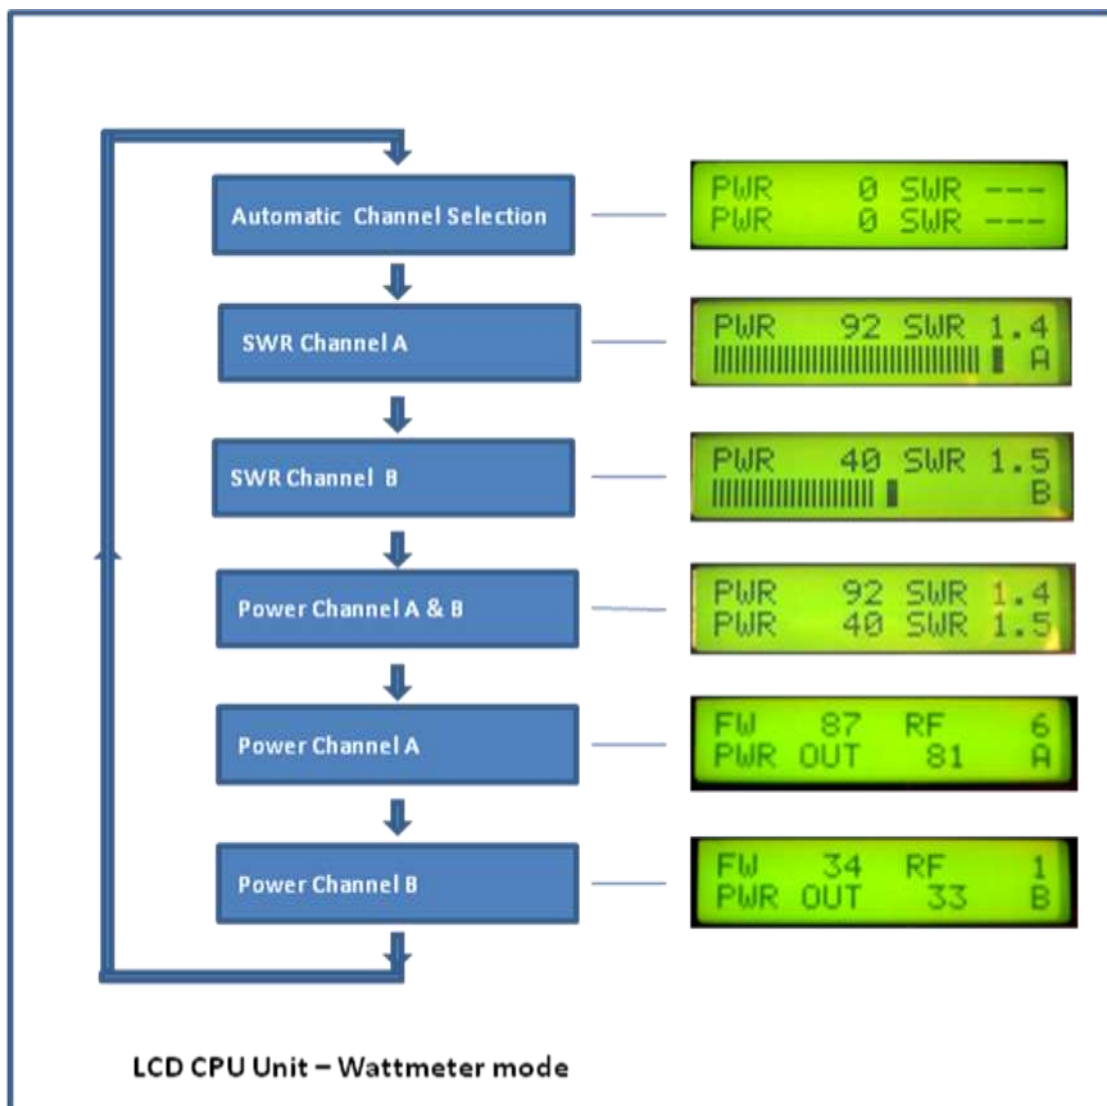 Automatic Channel Selection
PWR 0 SWR ---
PWR 0 SWR ---
SWR Channel A
PWR 92 SWR 1.4
A
SWR Channel B
PWR 40 SWR 1.5
B
Power Channel A & B
PWR 92 SWR 1.4
PWR 40 SWR 1.5
Power Channel A
FW 87 RF 6
PWR OUT 81 A
Power Channel B
FW 34 RF 1
PWR OUT 33 B
LCD CPU Unit – Wattmeter mode